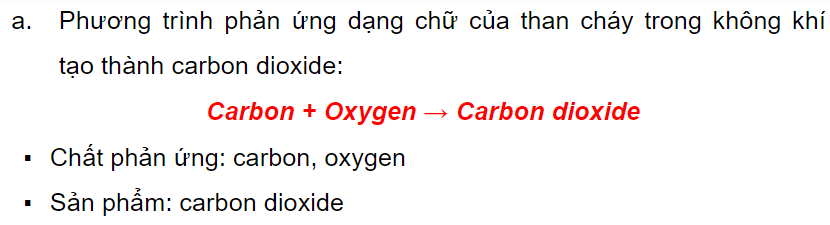 a. Phương trình phản ứng dạng chữ của than cháy trong không khí
tạo thành carbon dioxide:
Carbon + Oxygen → Carbon dioxide
▪ Chất phản ứng: carbon, oxygen
▪ Sản phẩm: carbon dioxide